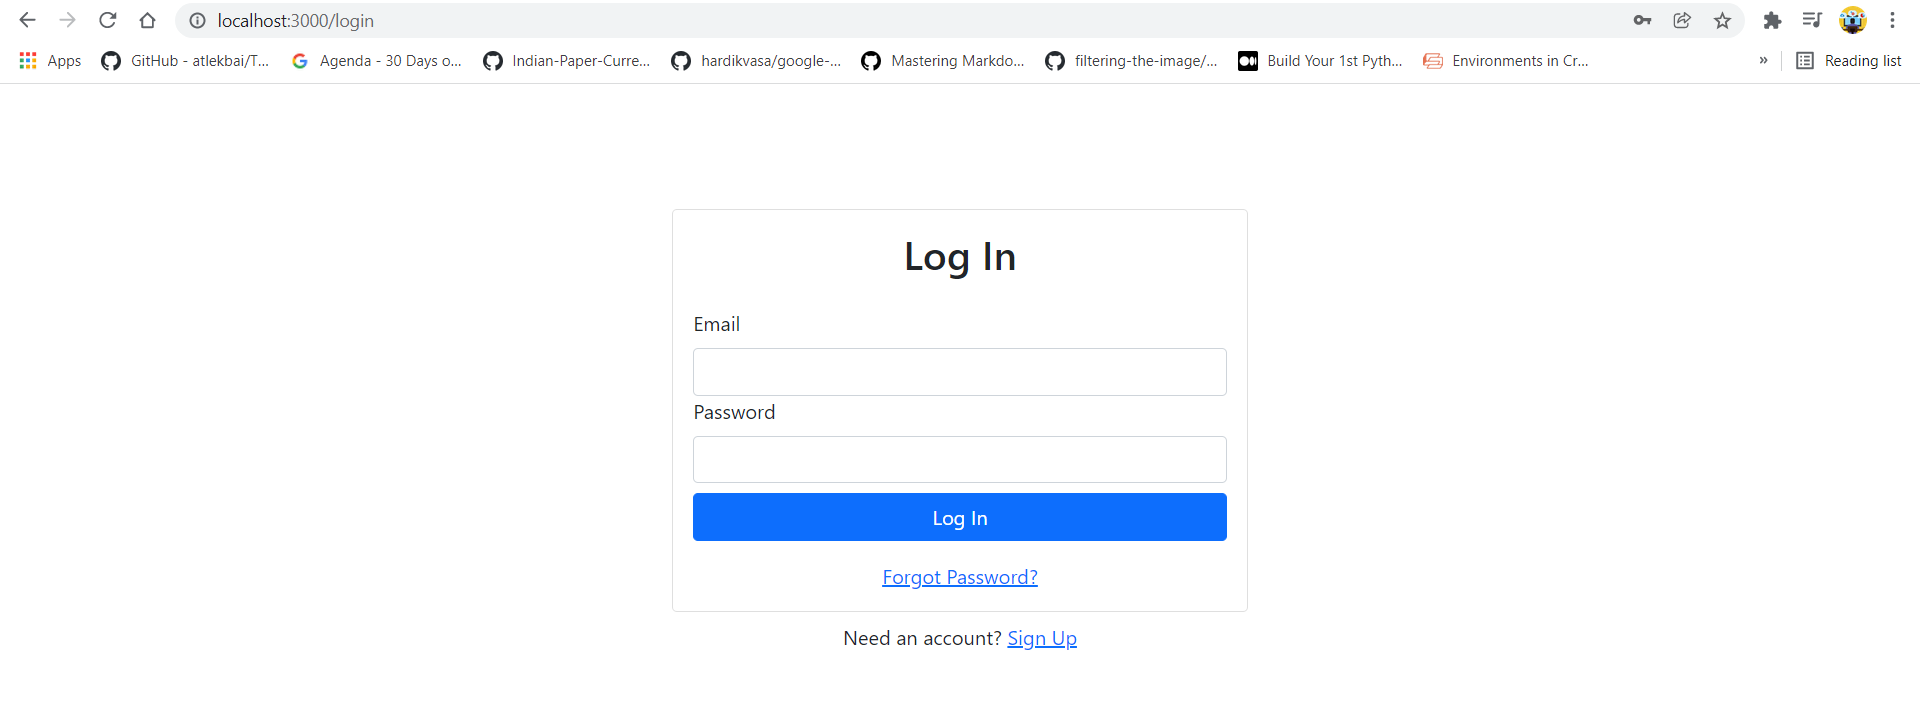 localhost:3000/login
Apps GitHub - atlekbai/T... Agenda - 30 Days o... Indian-Paper-Curre... hardikvasa/google-... Mastering Markdo... filtering-the-image/... Build Your 1st Pyth... Environments in Cr... » Reading list
Log In
Email
Password
Log In
Forgot Password?
Need an account? Sign Up